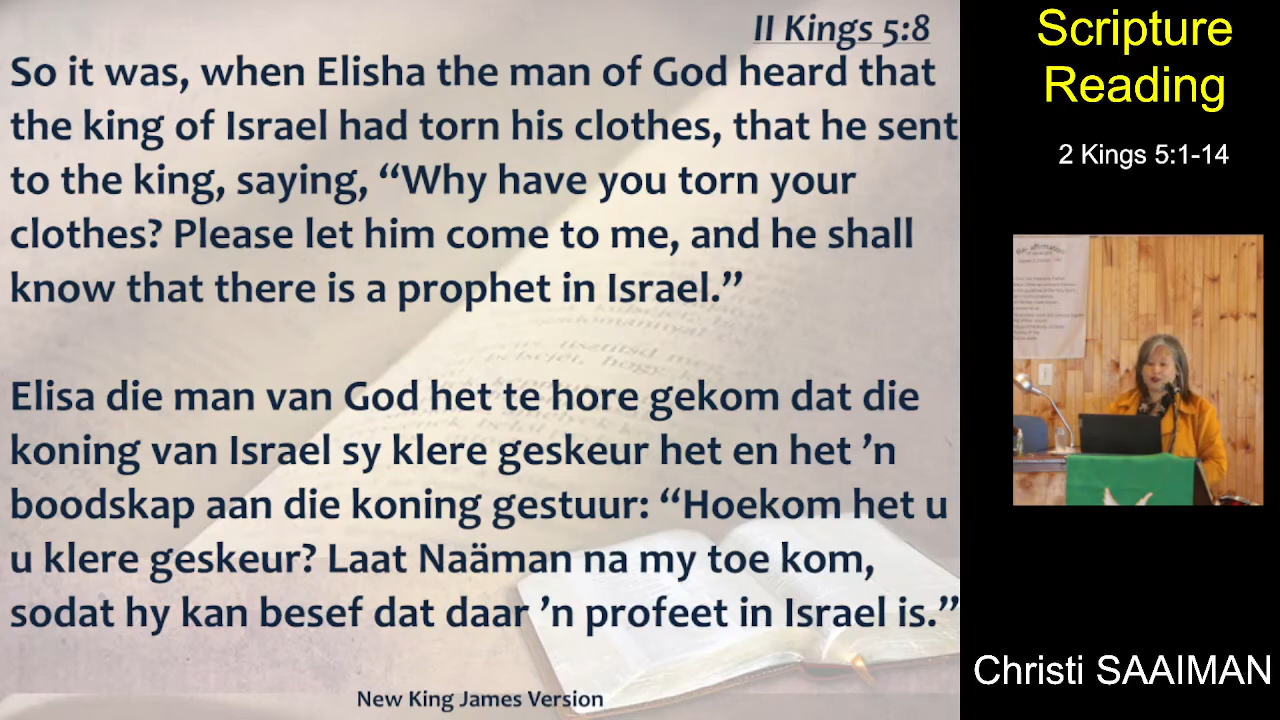 II Kings 5:8
So it was, when Elisha the man of God heard that
the king of Israel had torn his clothes, that he sent
to the king, saying, “Why have you torn your
clothes? Please let him come to me, and he shall
know that there is a prophet in Israel.”
Elisa die man van God het te hore gekom dat die
koning van Israel sy klere geskeur het en het ’n
boodskap aan die koning gestuur: “Hoekom het u
u klere geskeur? Laat Naäman na my toe kom,
sodat hy kan besef dat daar ’n profeet in Israel is.”
New King James Version
Scripture
Reading
2 Kings 5:1-14
Christi SAAIMAN